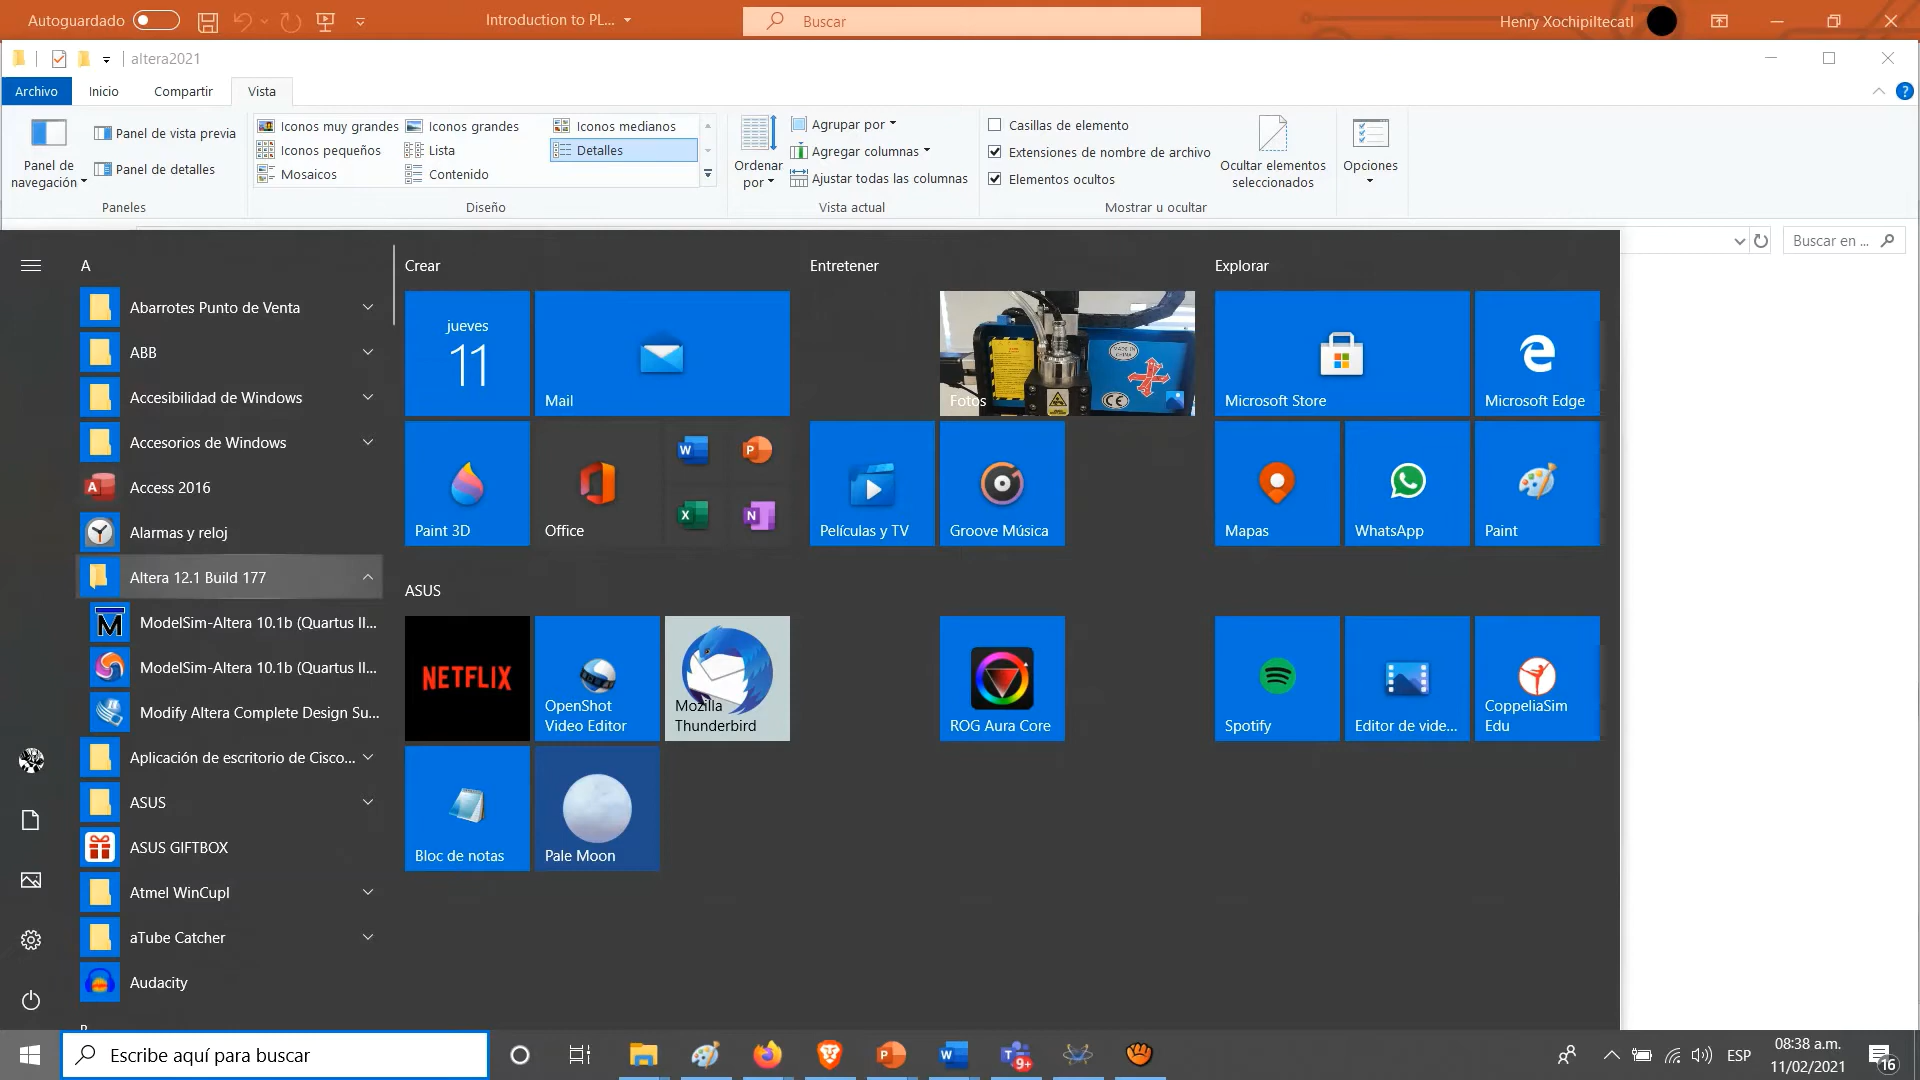 Autoguardado
Introduction to PL...
Buscar
Henry Xochipiltecatl
altera2021
Archivo
Inicio
Compartir
Vista
Panel de navegación
Panel de vista previa
Panel de detalles
Paneles
Iconos muy grandes
Iconos grandes
Iconos medianos
Iconos pequeños
Lista
Detalles
Mosaicos
Contenido
Diseño
Ordenar por
Agrupar por
Agregar columnas
Ajustar todas las columnas
Vista actual
Casillas de elemento
Extensiones de nombre de archivo
Elementos ocultos
Ocultar elementos seleccionados
Mostrar u ocultar
Opciones
Buscar en ...
A
Abarrotes Punto de Venta
ABB
Accesibilidad de Windows
Accesorios de Windows
Access 2016
Alarmas y reloj
Altera 12.1 Build 177
ModelSim-Altera 10.1b (Quartus II...
ModelSim-Altera 10.1b (Quartus II...
Modify Altera Complete Design Su...
Aplicación de escritorio de Cisco...
ASUS
ASUS GIFTBOX
Atmel WinCupl
aTube Catcher
Audacity
Crear
jueves
11
Mail
Paint 3D
Office
ASUS
NETFLIX
OpenShot Video Editor
Mozilla Thunderbird
Bloc de notas
Pale Moon
Entretener
Fotos
MADE IN CHINA
CE
Películas y TV
Groove Música
ROG Aura Core
Explorar
Microsoft Store
Microsoft Edge
Mapas
WhatsApp
Paint
Spotify
Editor de vide...
CoppeliaSim Edu
Escribe aquí para buscar
9+
ESP
08:38 a.m.
11/02/2021
16